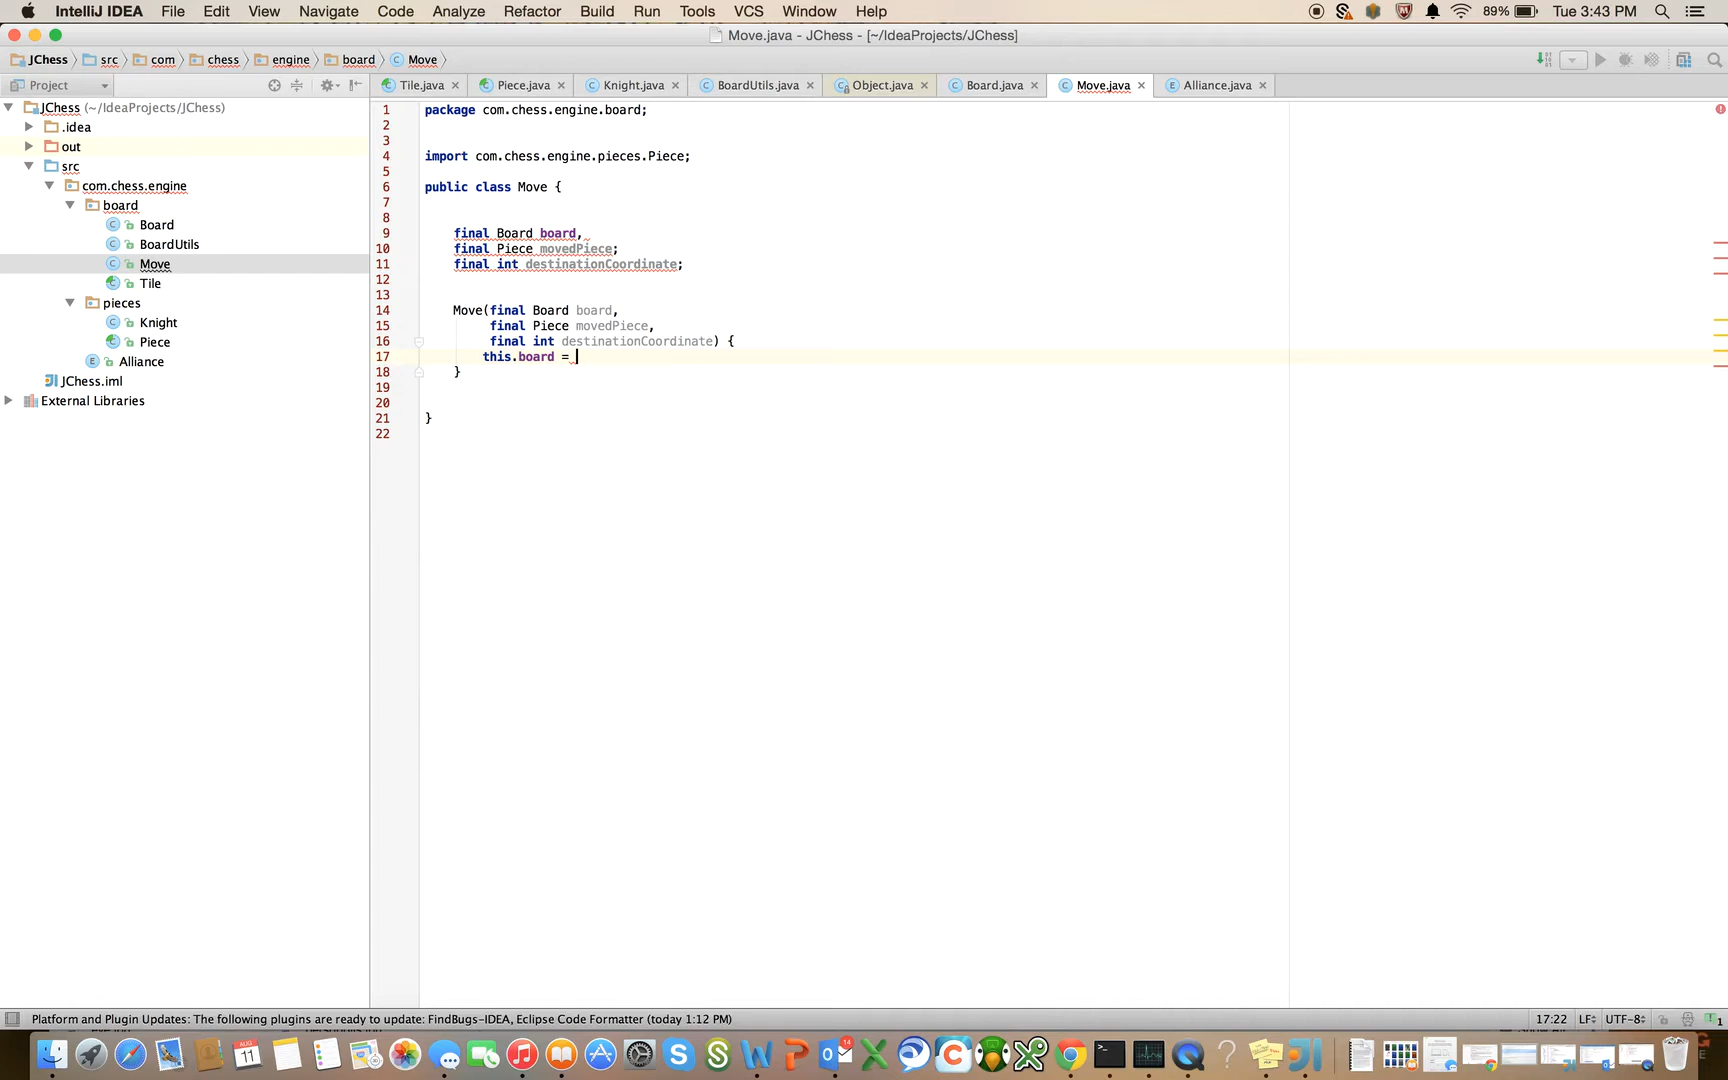 IntelliJ IDEA File Edit View Navigate Code Analyze Refactor Build Run Tools VCS Window Help 89% Tue 3:43 PM
Move.java - JChess - [~/IdeaProjects/JChess]
JChess src com chess engine board Move
Project Tile.java Piece.java Knight.java BoardUtils.java Object.java Board.java Move.java Alliance.java
JChess (~/IdeaProjects/JChess)
.idea
out
src
com.chess.engine
board
Board
BoardUtils
Move
Tile
pieces
Knight
Piece
Alliance
JChess.iml
External Libraries
1 package com.chess.engine.board;
2
3
4 import com.chess.engine.pieces.Piece;
5
6 public class Move {
7
8
9 final Board board,
10 final Piece movedPiece;
11 final int destinationCoordinate;
12
13
14 Move(final Board board,
15 final Piece movedPiece,
16 final int destinationCoordinate) {
17 this.board =
18 }
19
20
21 }
22
Platform and Plugin Updates: The following plugins are ready to update: FindBugs-IDEA, Eclipse Code Formatter (today 1:12 PM) 17:22 LF UTF-8 1
AUG
11
14